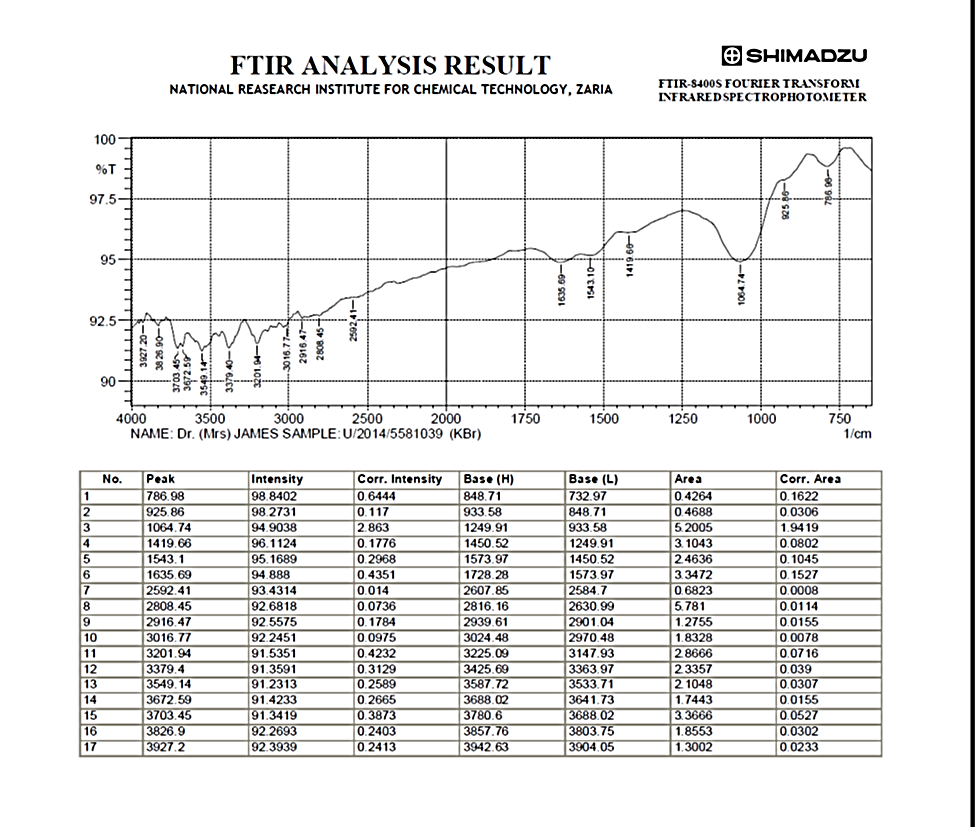 SHIMADZU
FTIR ANALYSIS RESULT
NATIONAL REASEARCH INSTITUTE FOR CHEMICAL TECHNOLOGY, ZARIA
FTIR-8400S FOURIER TRANSFORM
INFRARED SPECTROPHOTOMETER
100
%T
97.5
95
92.5
90
3927.20
3826.90
3703.45
3672.59
3549.14
3379.40
3201.94
3016.77
2916.47
2808.45
2592.41
1635.69
1543.10
1419.66
1064.74
925.86
786.98
4000 3500 3000 2500 2000 1750 1500 1250 1000 750
NAME: Dr. (Mrs) JAMES SAMPLE: U/2014/5581039 (KBr) 1/cm
No. Peak Intensity Corr. Intensity Base (H) Base (L) Area Corr. Area
1 786.98 98.8402 0.6444 848.71 732.97 0.4264 0.1622
2 925.86 98.2731 0.117 933.58 848.71 0.4688 0.0306
3 1064.74 94.9038 2.863 1249.91 933.58 5.2005 1.9419
4 1419.66 96.1124 0.1776 1450.52 1249.91 3.1043 0.0802
5 1543.1 95.1689 0.2968 1573.97 1450.52 2.4636 0.1045
6 1635.69 94.888 0.4351 1728.28 1573.97 3.3472 0.1527
7 2592.41 93.4314 0.014 2607.85 2584.7 0.6823 0.0008
8 2808.45 92.6818 0.0736 2816.16 2630.99 5.781 0.0114
9 2916.47 92.5575 0.1784 2939.61 2901.04 1.2755 0.0155
10 3016.77 92.2451 0.0975 3024.48 2970.48 1.8328 0.0078
11 3201.94 91.5351 0.4232 3225.09 3147.93 2.8666 0.0716
12 3379.4 91.3591 0.3129 3425.69 3363.97 2.3357 0.039
13 3549.14 91.2313 0.2589 3587.72 3533.71 2.1048 0.0307
14 3672.59 91.4233 0.2665 3688.02 3641.73 1.7443 0.0155
15 3703.45 91.3419 0.3873 3780.6 3688.02 3.3666 0.0527
16 3826.9 92.2693 0.2403 3857.76 3803.75 1.8553 0.0302
17 3927.2 92.3939 0.2413 3942.63 3904.05 1.3002 0.0233